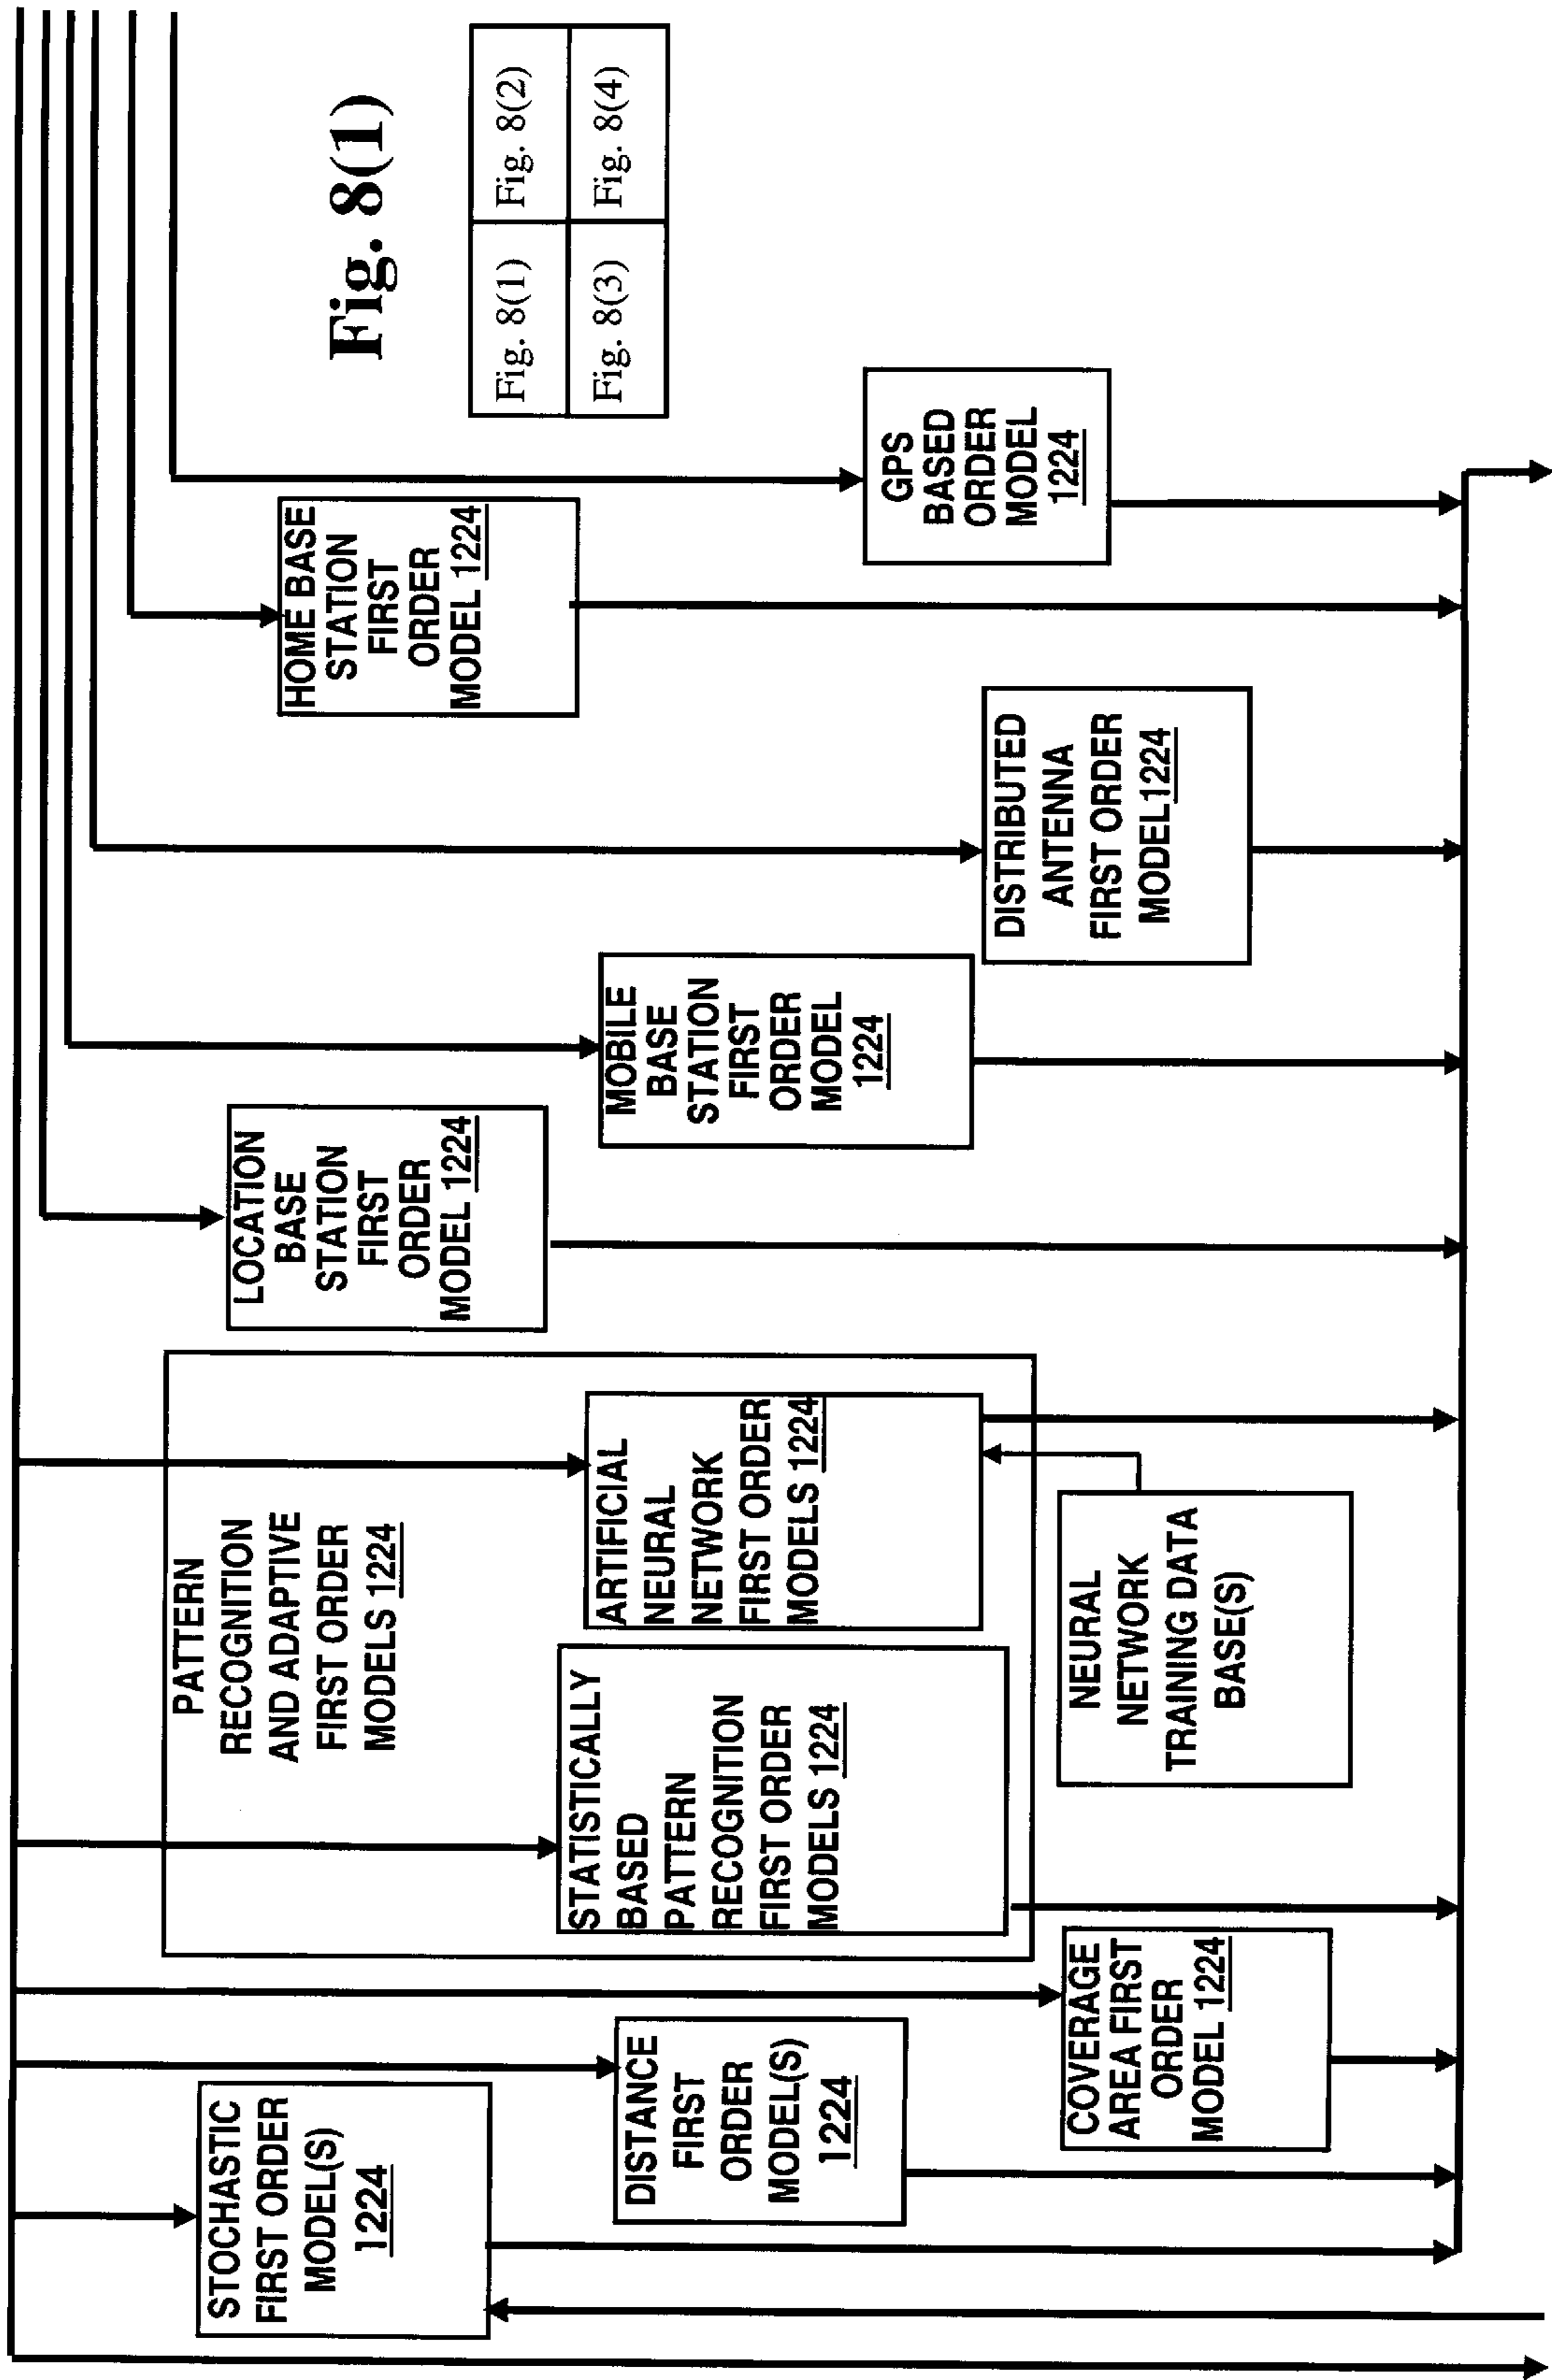 Fig. 8(1)
Fig. 8(1) Fig. 8(2)
Fig. 8(3) Fig. 8(4)
STOCHASTIC
FIRST ORDER
MODEL(S)
1224
DISTANCE
FIRST
ORDER
MODEL(S)
1224
COVERAGE
AREA FIRST
ORDER
MODEL 1224
PATTERN
RECOGNITION
AND ADAPTIVE
FIRST ORDER
MODELS 1224
STATISTICALLY
BASED
PATTERN
RECOGNITION
FIRST ORDER
MODELS 1224
ARTIFICIAL
NEURAL
NETWORK
FIRST ORDER
MODELS 1224
NEURAL
NETWORK
TRAINING DATA
BASE(S)
LOCATION
BASE
STATION
FIRST
ORDER
MODEL 1224
MOBILE
BASE
STATION
FIRST
ORDER
MODEL
1224
DISTRIBUTED
ANTENNA
FIRST ORDER
MODEL1224
HOME BASE
STATION
FIRST
ORDER
MODEL 1224
GPS
BASED
ORDER
MODEL
1224